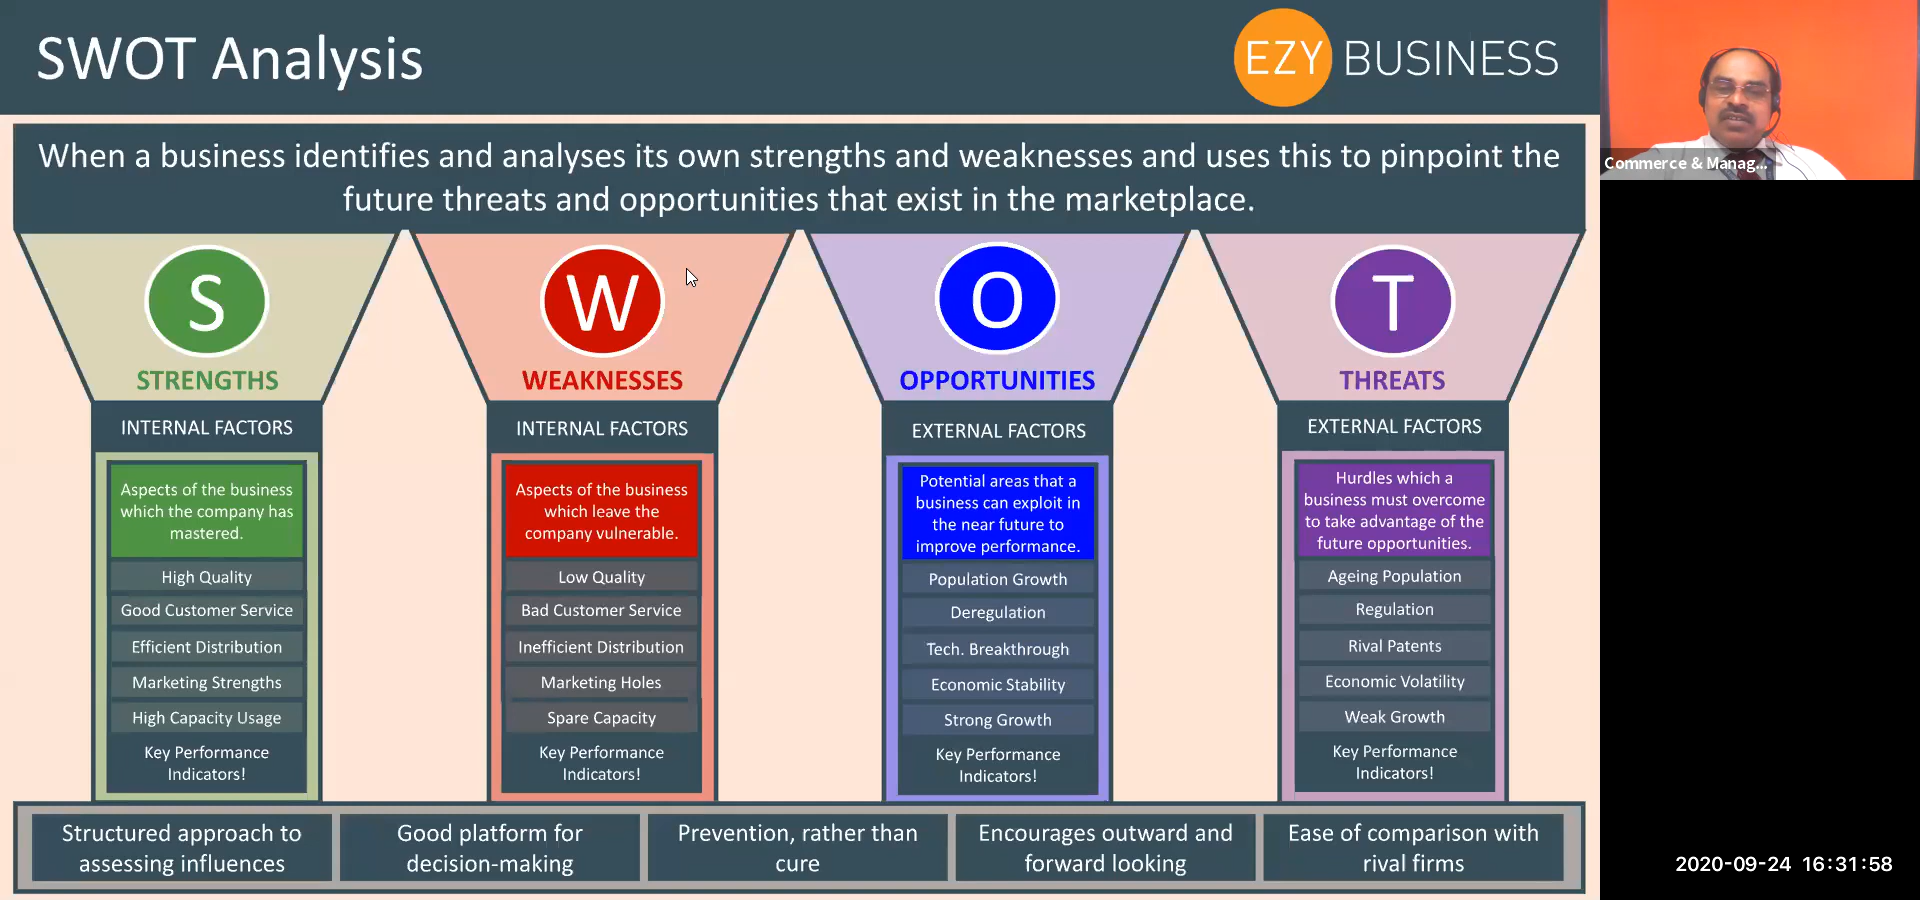 SWOT Analysis
EZY BUSINESS
Commerce & Manag...
When a business identifies and analyses its own strengths and weaknesses and uses this to pinpoint the
future threats and opportunities that exist in the marketplace.
S
STRENGTHS
INTERNAL FACTORS
Aspects of the business
which the company has
mastered.
High Quality
Good Customer Service
Efficient Distribution
Marketing Strengths
High Capacity Usage
Key Performance
Indicators!
W
WEAKNESSES
INTERNAL FACTORS
Aspects of the business
which leave the
company vulnerable.
Low Quality
Bad Customer Service
Inefficient Distribution
Marketing Holes
Spare Capacity
Key Performance
Indicators!
O
OPPORTUNITIES
EXTERNAL FACTORS
Potential areas that a
business can exploit in
the near future to
improve performance.
Population Growth
Deregulation
Tech. Breakthrough
Economic Stability
Strong Growth
Key Performance
Indicators!
T
THREATS
EXTERNAL FACTORS
Hurdles which a
business must overcome
to take advantage of the
future opportunities.
Ageing Population
Regulation
Rival Patents
Economic Volatility
Weak Growth
Key Performance
Indicators!
Structured approach to
assessing influences
Good platform for
decision-making
Prevention, rather than
cure
Encourages outward and
forward looking
Ease of comparison with
rival firms
2020-09-24 16:31:58